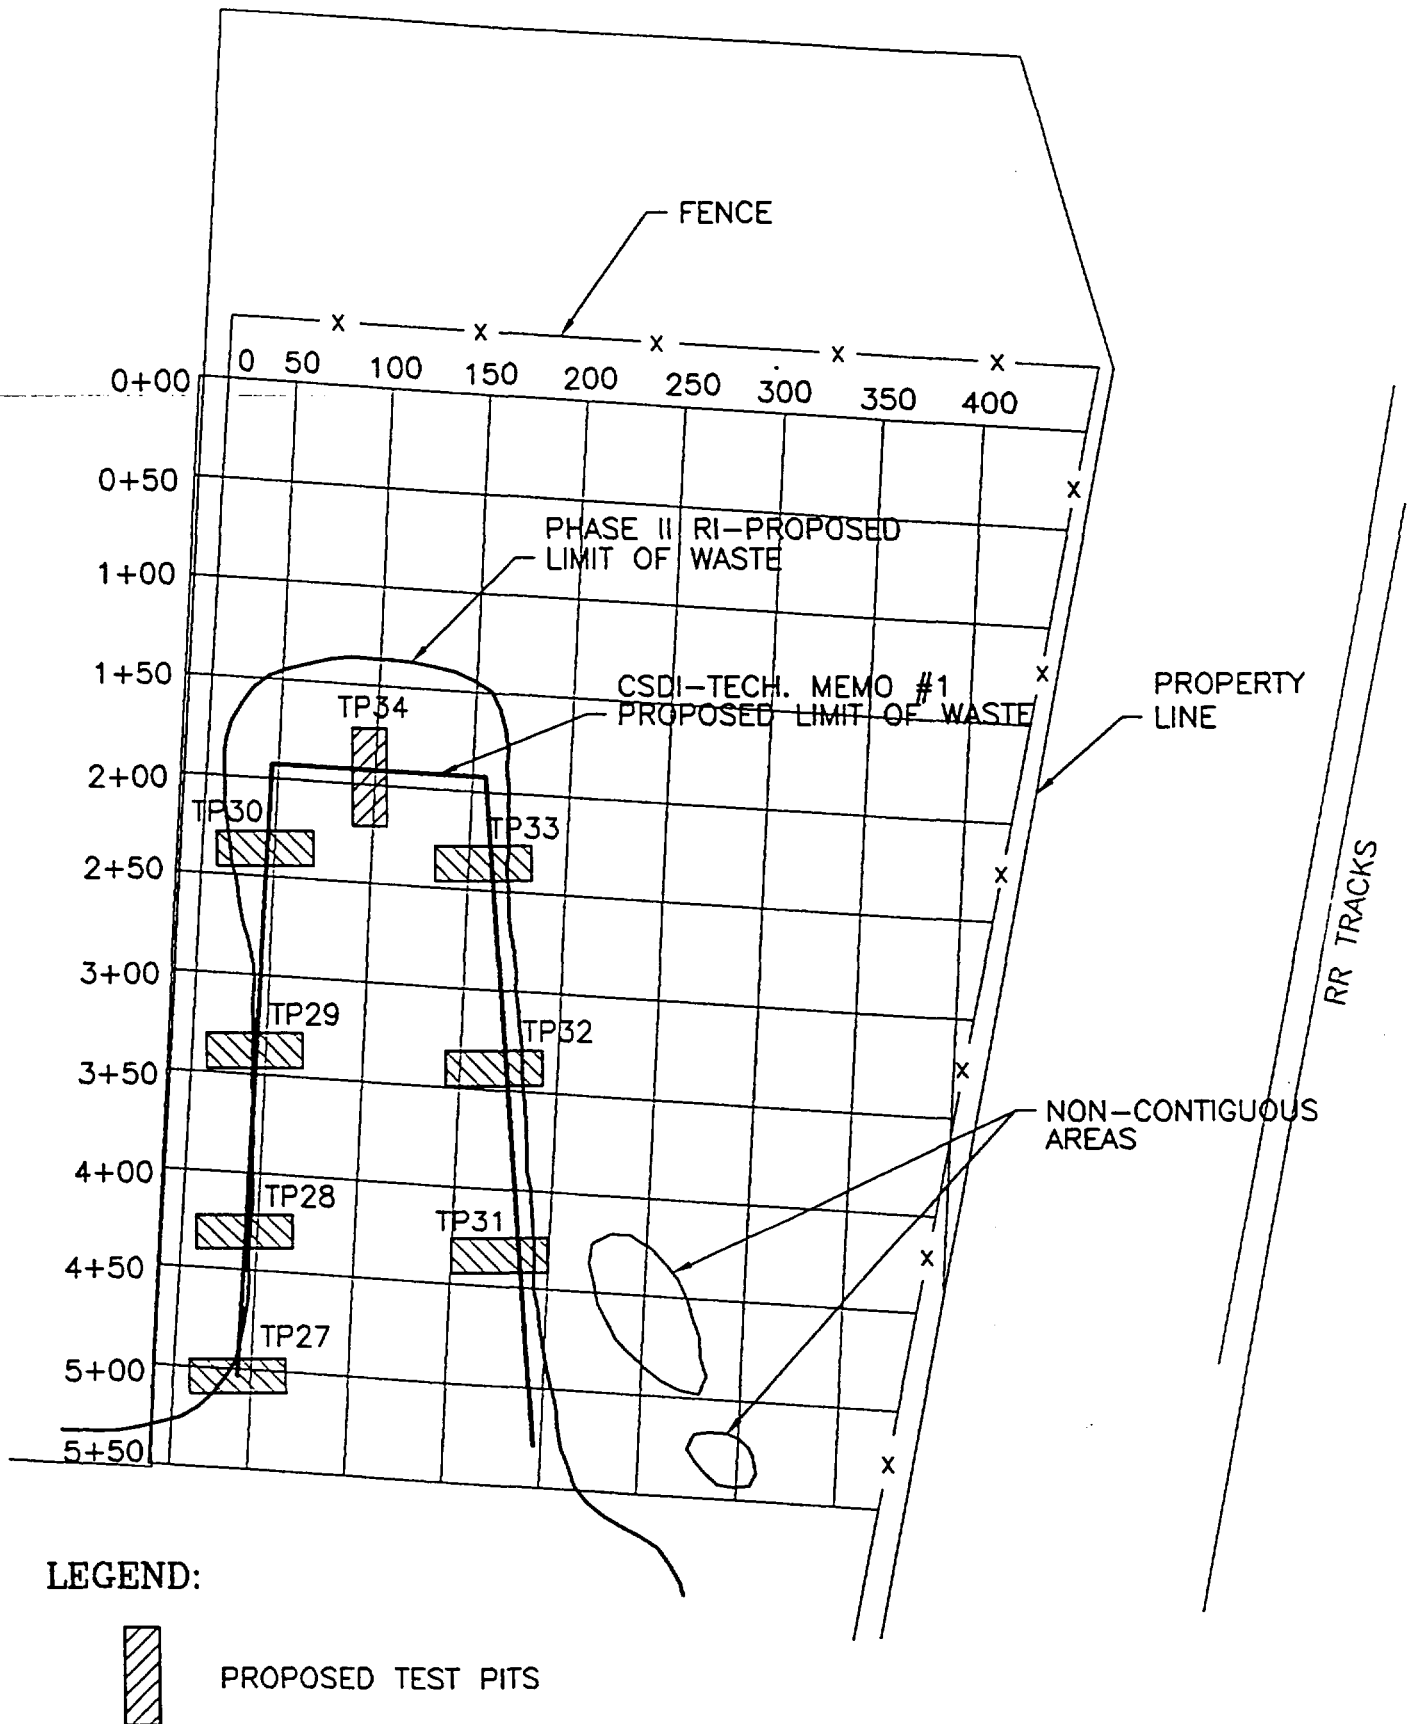 FENCE
0 50 100 150 200 250 300 350 400
0+00
0+50
PHASE II RI-PROPOSED
LIMIT OF WASTE
1+00
1+50
CSDI-TECH. MEMO #1
PROPOSED LIMIT OF WASTE
PROPERTY
LINE
TP34
2+00
TP30
TP33
2+50
RR TRACKS
3+00
TP29
TP32
3+50
NON-CONTIGUOUS
AREAS
4+00
TP28
TP31
4+50
TP27
5+00
5+50
X X X X X
X
X
X
X
X
X
LEGEND:
PROPOSED TEST PITS